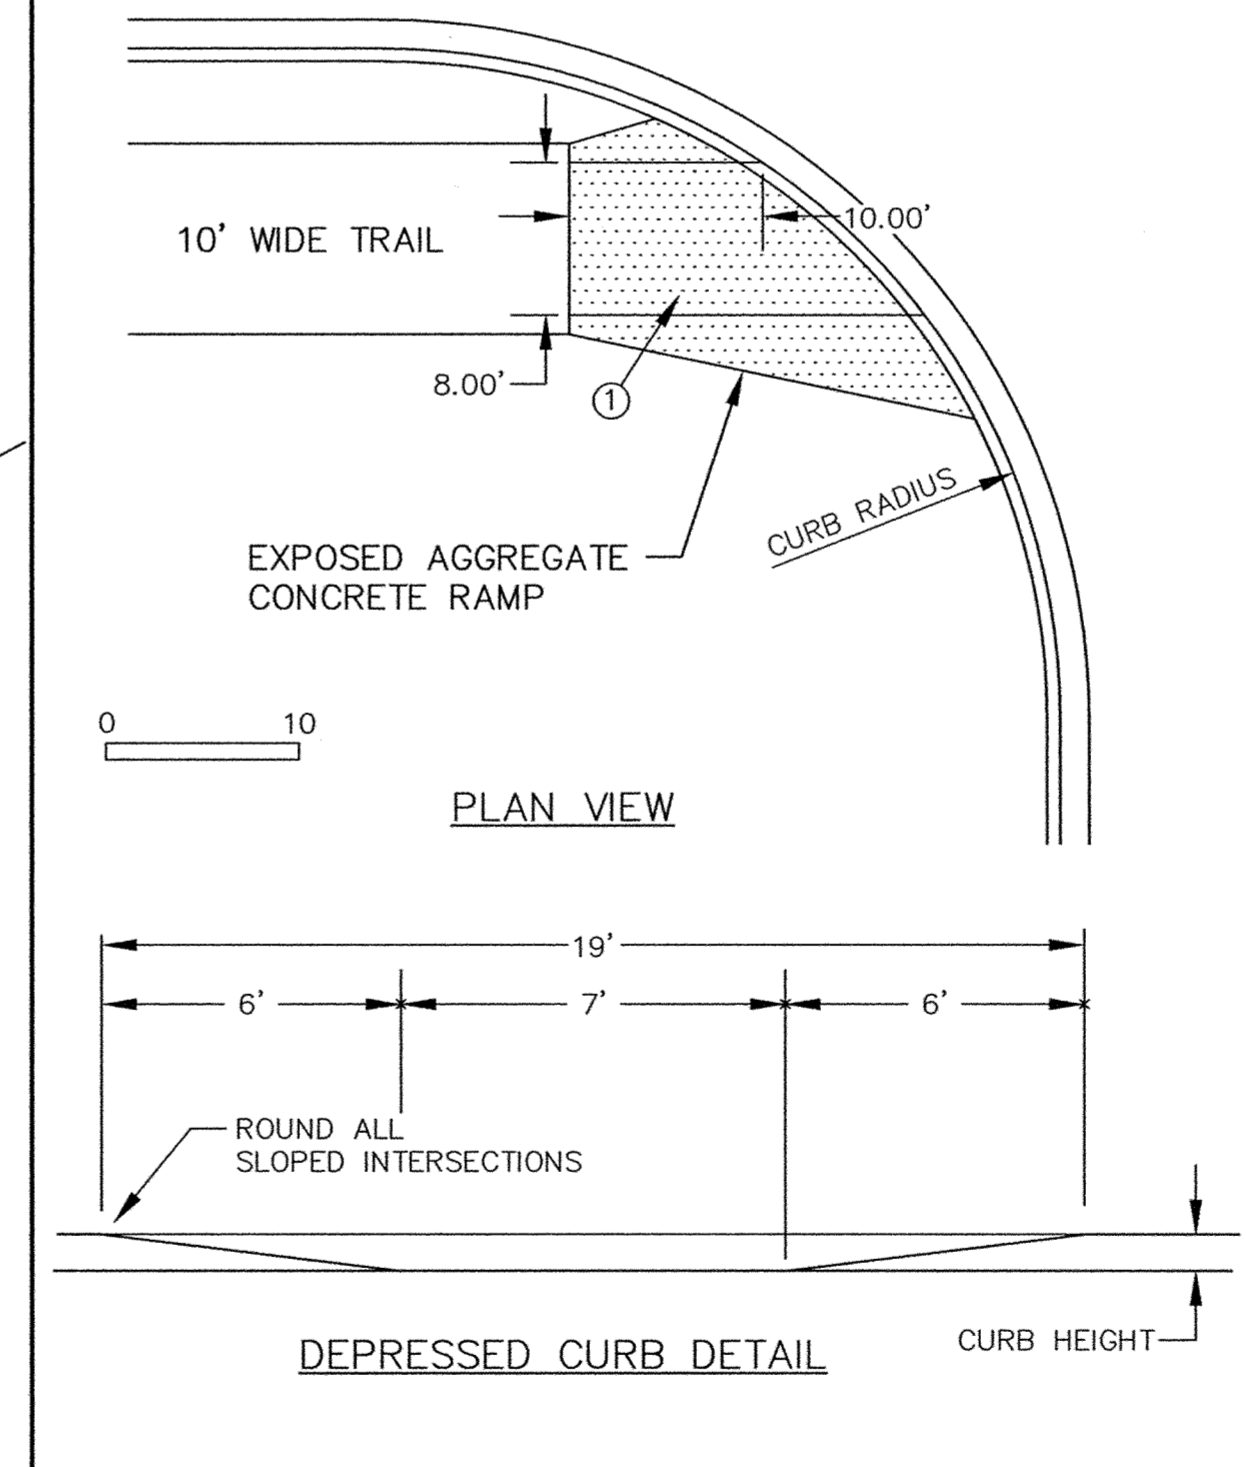 10' WIDE TRAIL
10.00'
8.00'
1
CURB RADIUS
EXPOSED AGGREGATE
CONCRETE RAMP
0 10
PLAN VIEW
19'
6' 7' 6'
ROUND ALL
SLOPED INTERSECTIONS
CURB HEIGHT
DEPRESSED CURB DETAIL